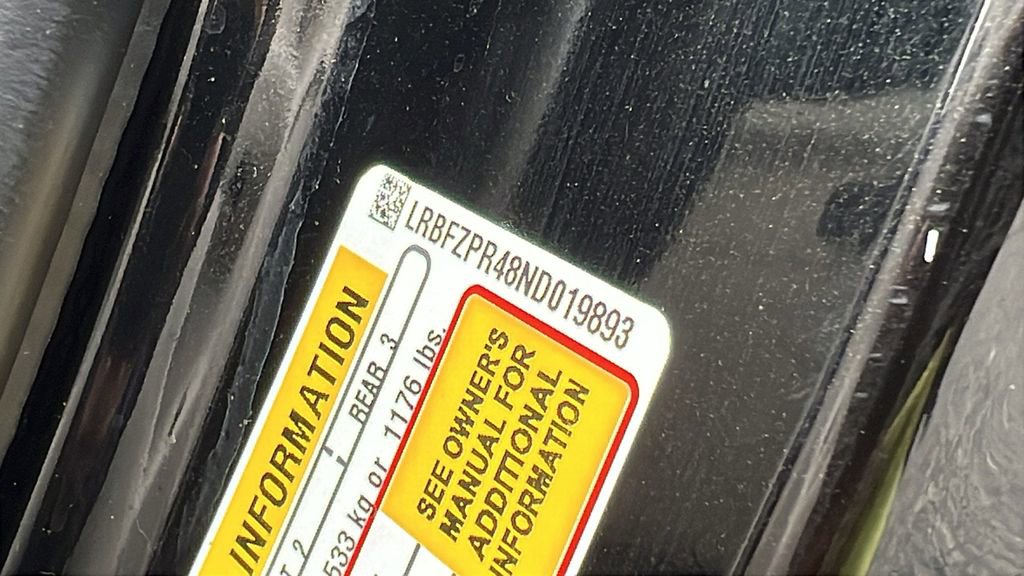 LRBFZPR48ND019893
INFORMATION
REAR 3
T 2
533 kg or 1176 lbs.
SEE OWNER'S
MANUAL FOR
ADDITIONAL
INFORMATION